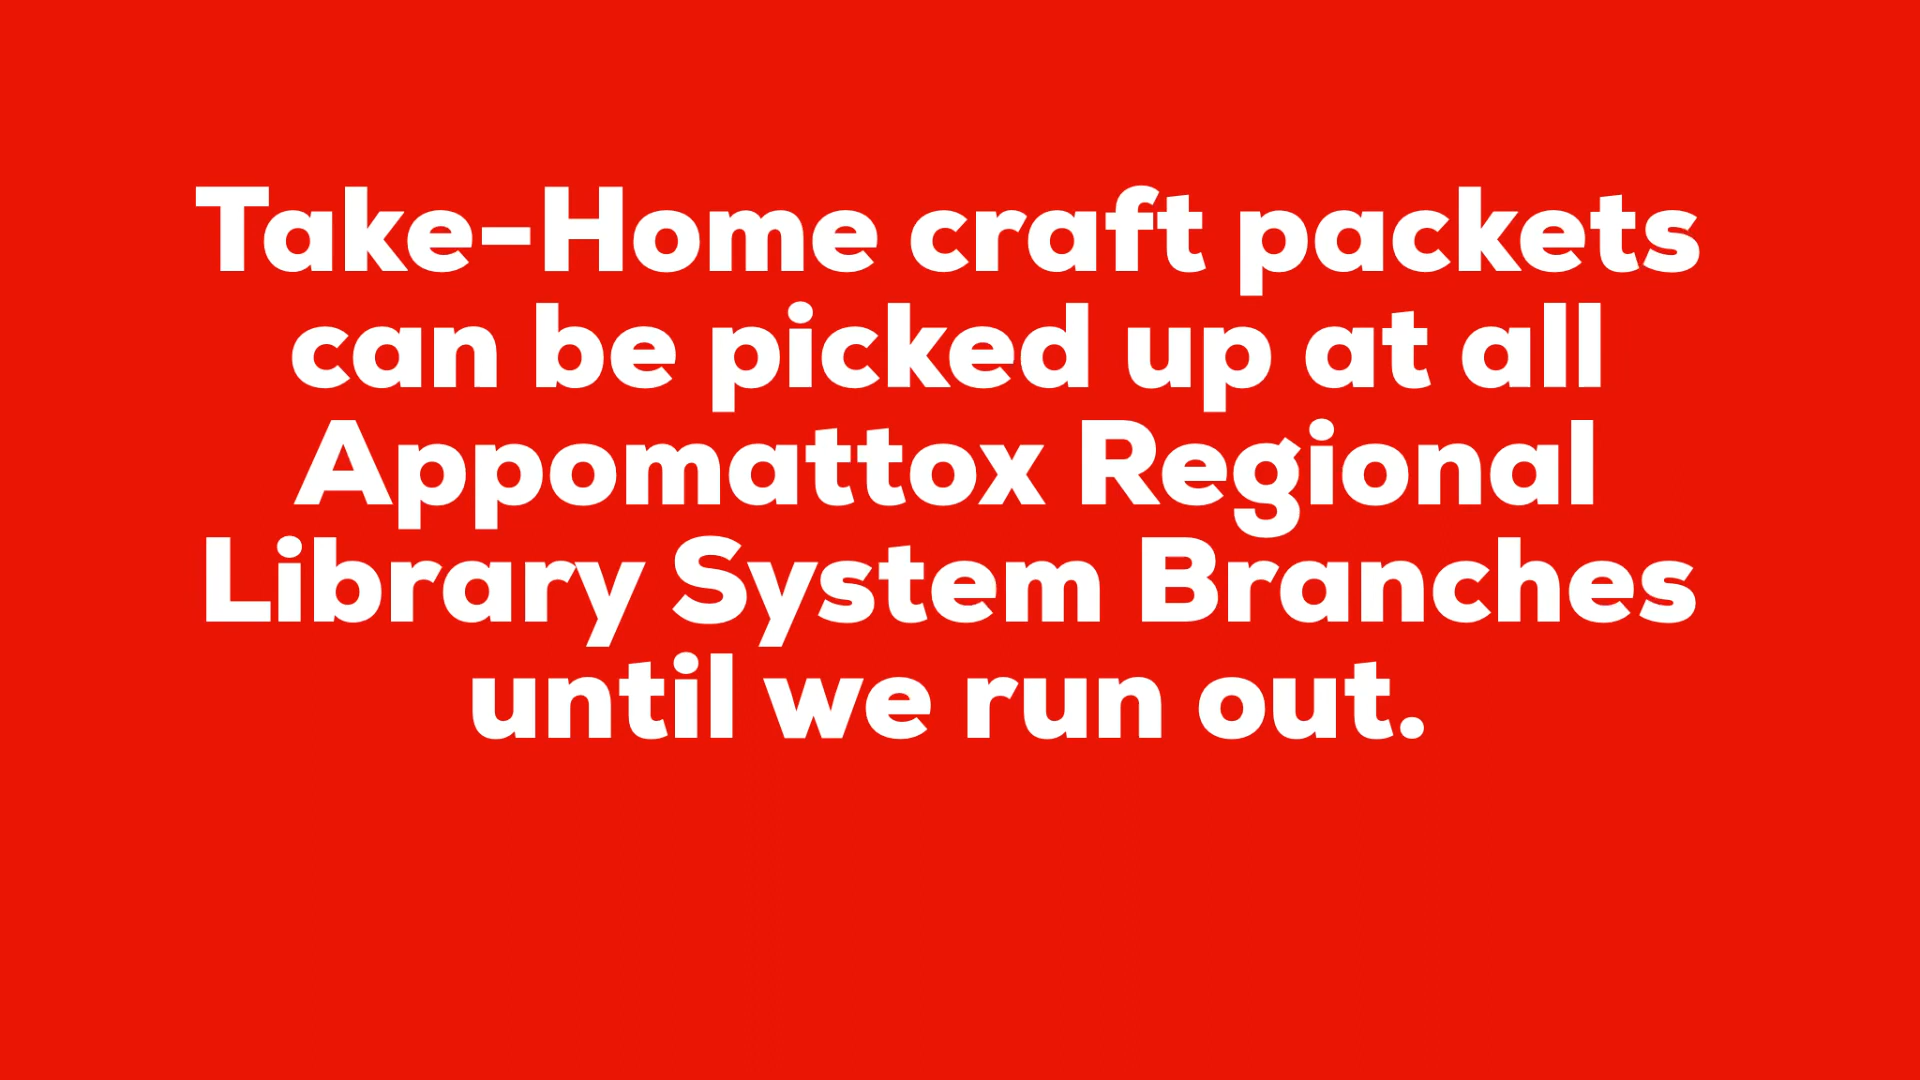 Take-Home craft packets
can be picked up at all
Appomattox Regional
Library System Branches
until we run out.